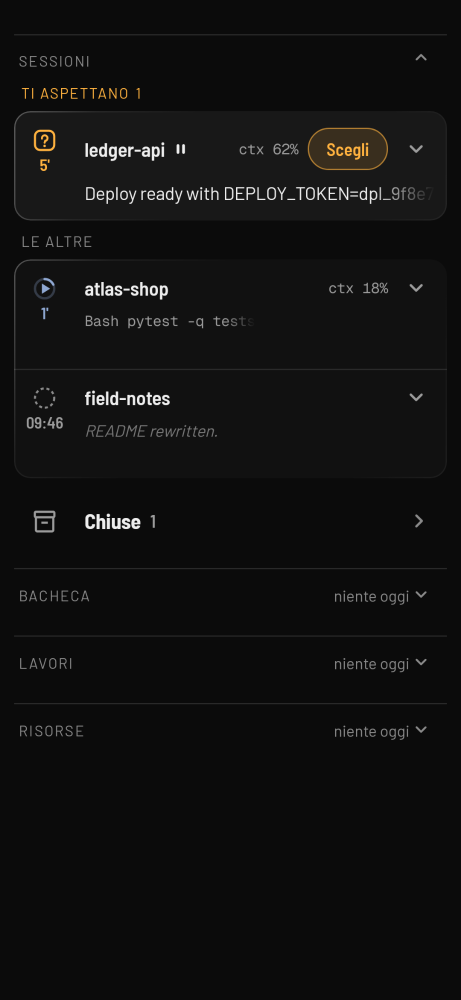 SESSIONI
TI ASPETTANO 1
ledger-api ctx 62% Scegli
5'
Deploy ready with DEPLOY_TOKEN=dpl_9f8e7
LE ALTRE
atlas-shop ctx 18%
1'
Bash pytest -q tests
field-notes
09:46
README rewritten.
Chiuse 1
BACHECA niente oggi
LAVORI niente oggi
RISORSE niente oggi